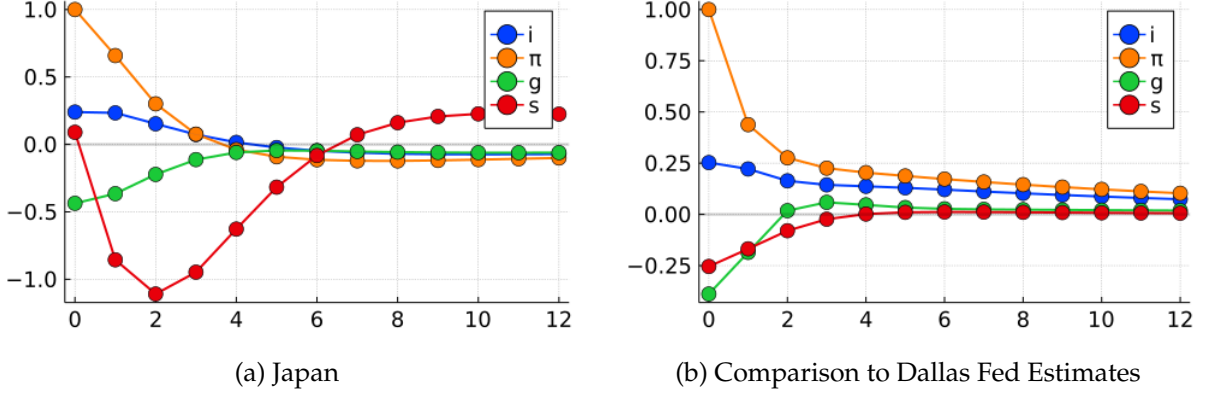 1.0
0.5
0.0
−0.5
−1.0
0 2 4 6 8 10 12
i
π
g
s
(a) Japan
1.00
0.75
0.50
0.25
0.00
−0.25
0 2 4 6 8 10 12
i
π
g
s
(b) Comparison to Dallas Fed Estimates